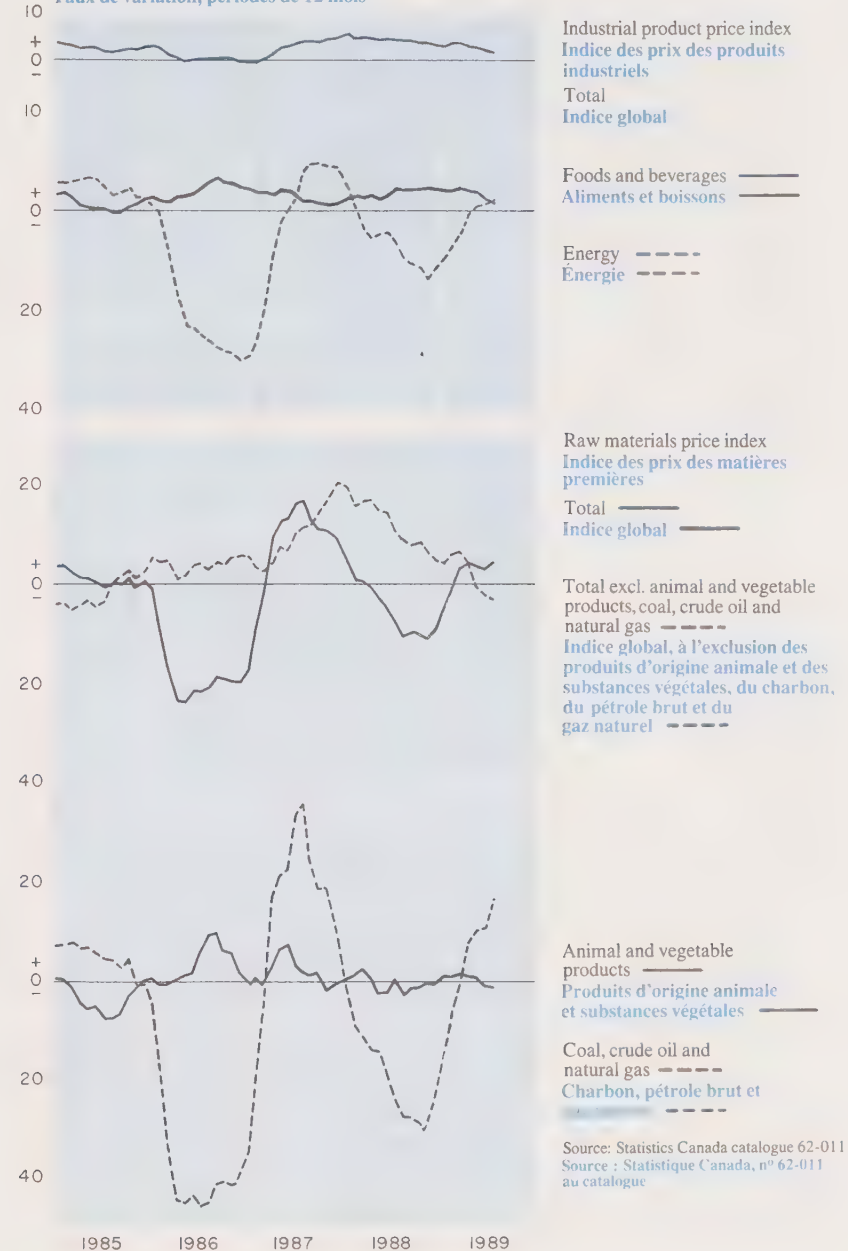 Taux de variation, périodes de 12 mois
10
+
0
−
10
+
0
−
20
40
20
+
0
−
20
40
20
+
0
−
20
40
1985 1986 1987 1988 1989
Industrial product price index
Indice des prix des produits
industriels
Total
Indice global
Foods and beverages
Aliments et boissons
Energy
Énergie
Raw materials price index
Indice des prix des matières
premières
Total
Indice global
Total excl. animal and vegetable
products, coal, crude oil and
natural gas
Indice global, à l'exclusion des
produits d'origine animale et des
substances végétales, du charbon,
du pétrole brut et du
gaz naturel
Animal and vegetable
products
Produits d'origine animale
et substances végétales
Coal, crude oil and
natural gas
Charbon, pétrole brut et
Source: Statistics Canada catalogue 62-011
Source : Statistique Canada, nº 62-011
au catalogue